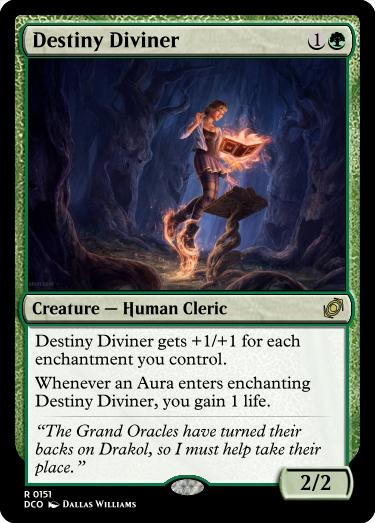 Destiny Diviner 1
Creature — Human Cleric
Destiny Diviner gets +1/+1 for each
enchantment you control.
Whenever an Aura enters enchanting
Destiny Diviner, you gain 1 life.
“The Grand Oracles have turned their
backs on Drakol, so I must help take their
place.”
2/2
R 0151
DCO DALLAS WILLIAMS